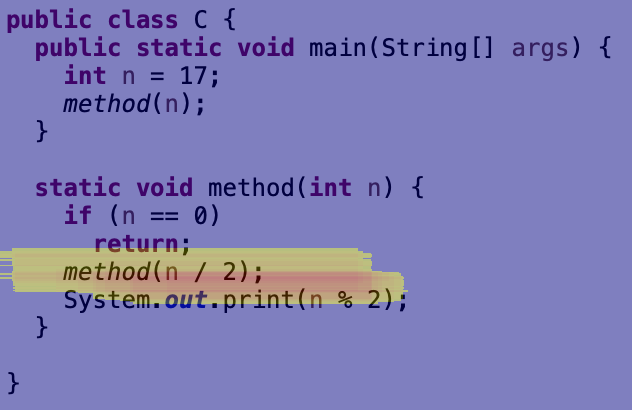 public class C {
  public static void main(String[] args) {
    int n = 17;
    method(n);
  }

  static void method(int n) {
    if (n == 0)
      return;
    method(n / 2);
    System.out.print(n % 2);
  }

}